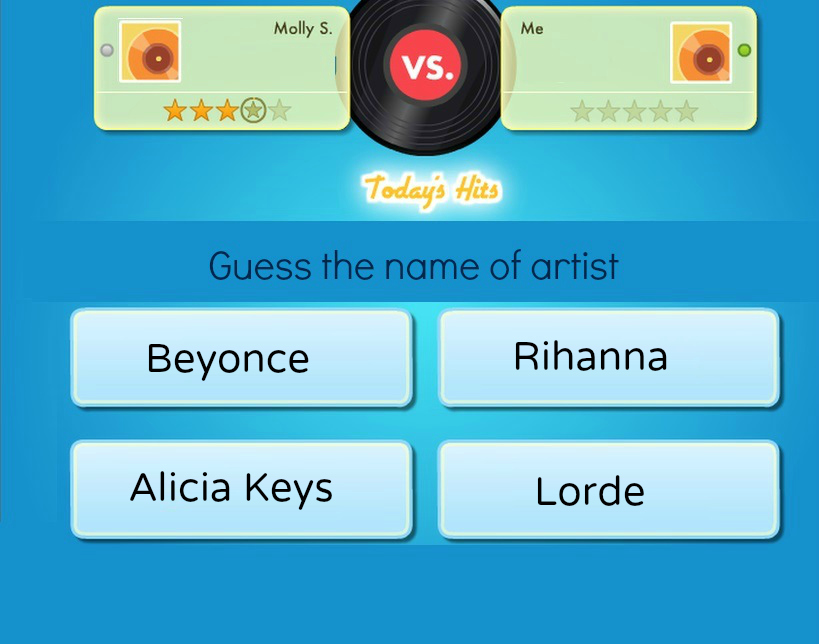 Molly S.
VS.
Me
Today's Hits
Guess the name of artist
Beyonce
Rihanna
Alicia Keys
Lorde